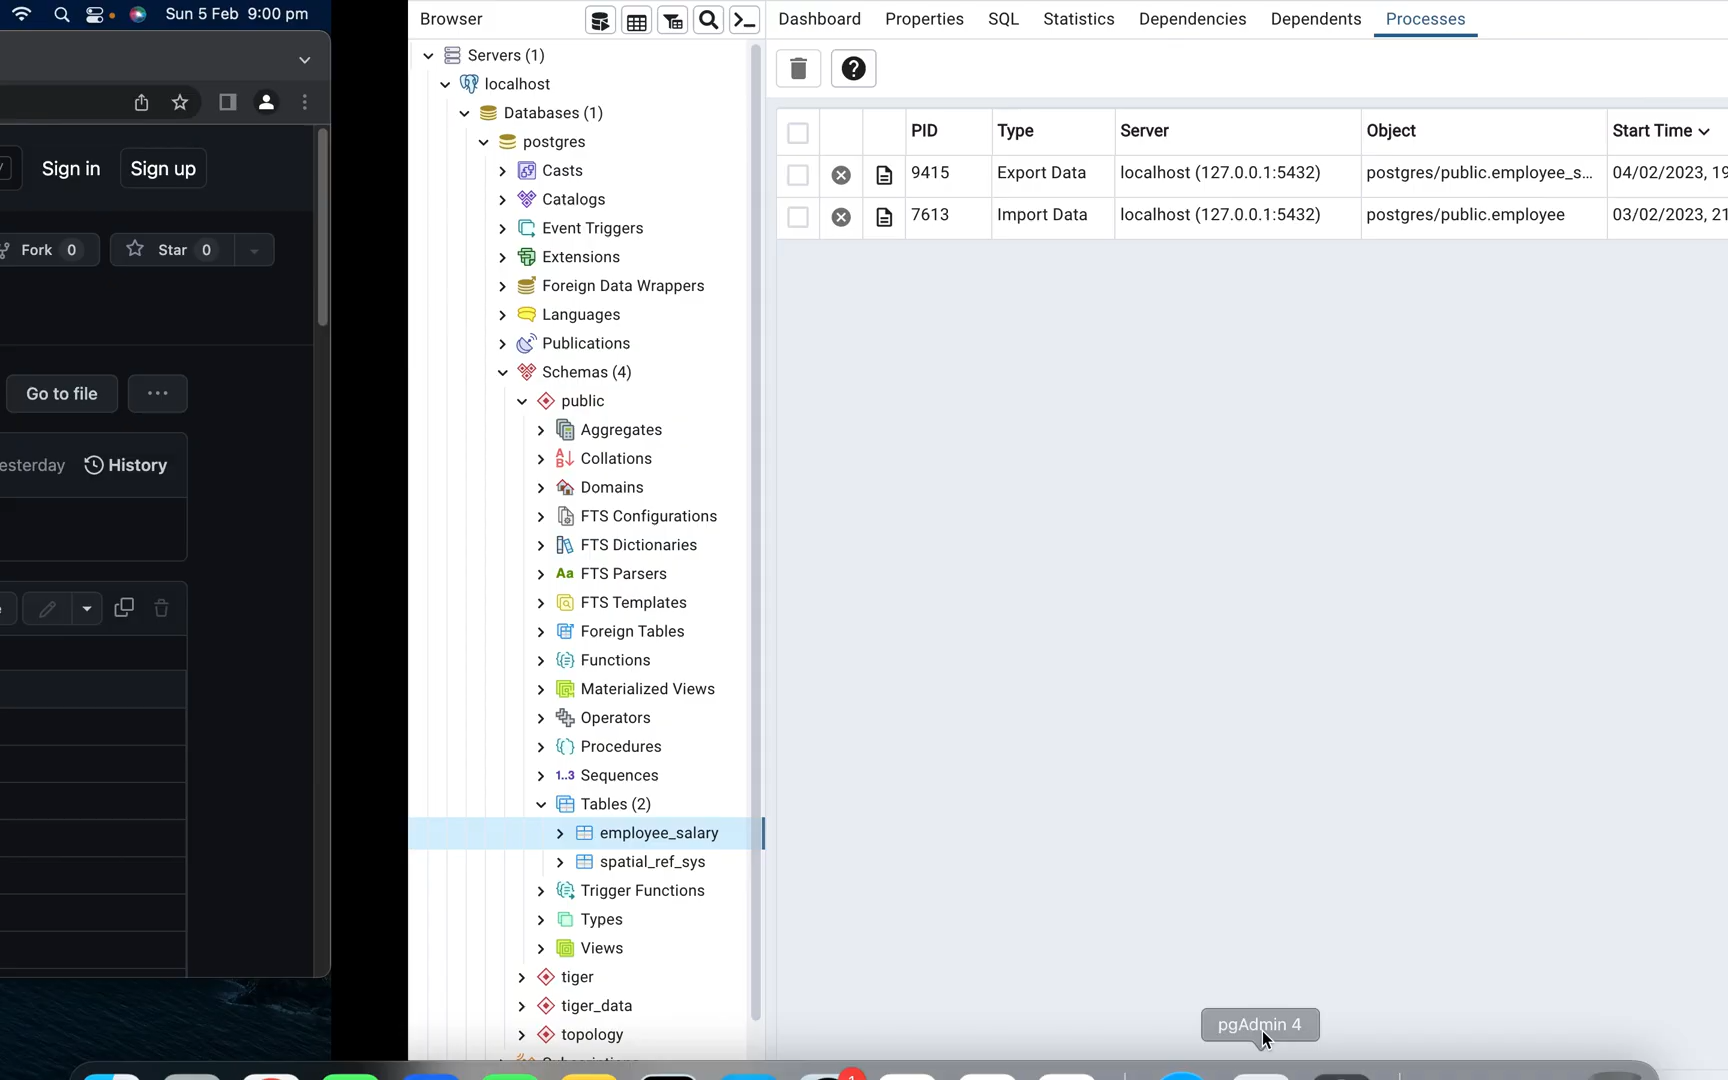 Sun 5 Feb 9:00 pm
Sign in
Sign up
Fork 0
Star 0
Go to file
esterday
History
Browser
Servers (1)
localhost
Databases (1)
postgres
Casts
Catalogs
Event Triggers
Extensions
Foreign Data Wrappers
Languages
Publications
Schemas (4)
public
Aggregates
Collations
Domains
FTS Configurations
FTS Dictionaries
Aa FTS Parsers
FTS Templates
Foreign Tables
Functions
Materialized Views
Operators
Procedures
1..3 Sequences
Tables (2)
employee_salary
spatial_ref_sys
Trigger Functions
Types
Views
tiger
tiger_data
topology
Dashboard Properties SQL Statistics Dependencies Dependents Processes
PID Type Server Object Start Time
9415 Export Data localhost (127.0.0.1:5432) postgres/public.employee_s... 04/02/2023, 19
7613 Import Data localhost (127.0.0.1:5432) postgres/public.employee 03/02/2023, 21
pgAdmin 4
1